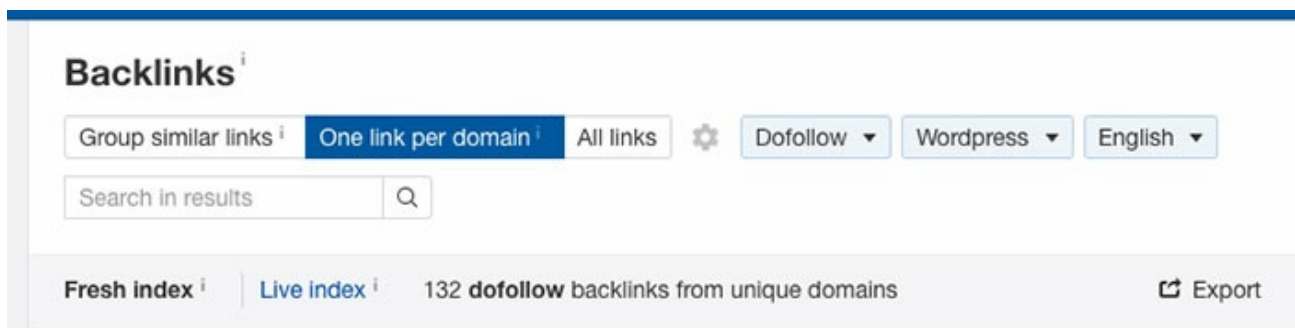 Backlinks i
Group similar links i One link per domain i All links Dofollow Wordpress English
Search in results
Fresh index i Live index i 132 dofollow backlinks from unique domains Export